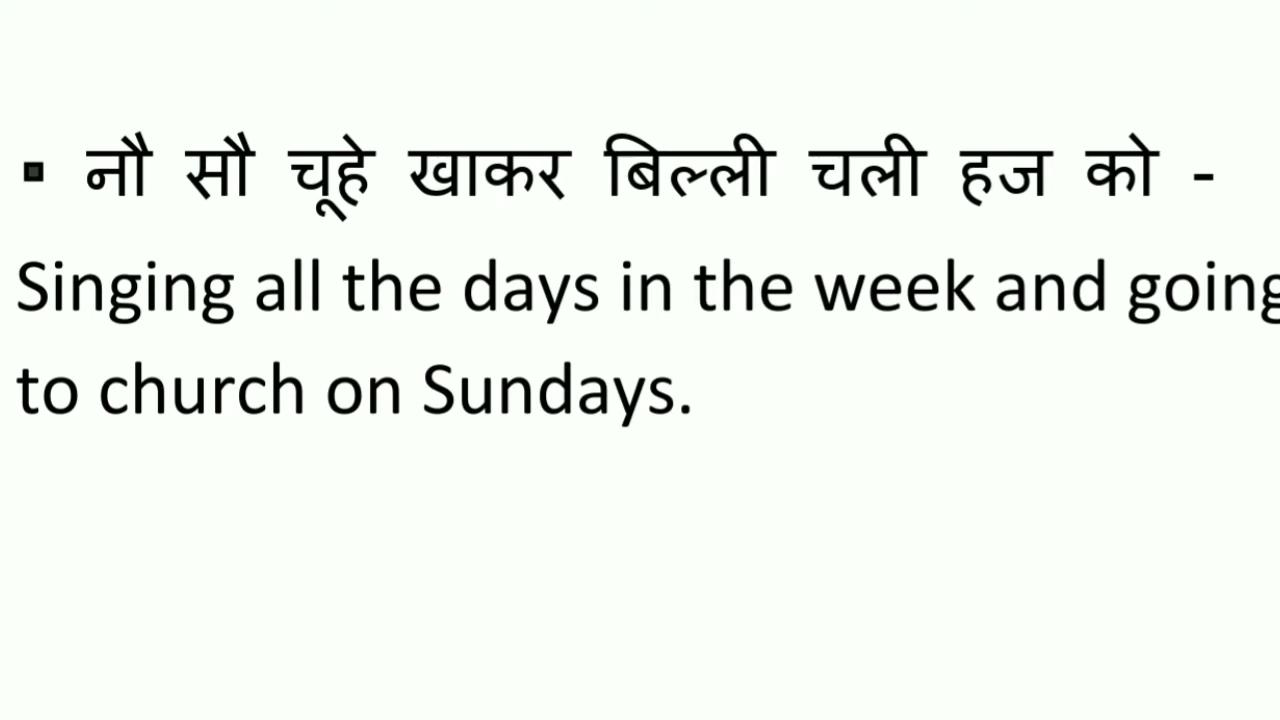 ▪ नौ सौ चूहे खाकर बिल्ली चली हज को -
Singing all the days in the week and going
to church on Sundays.